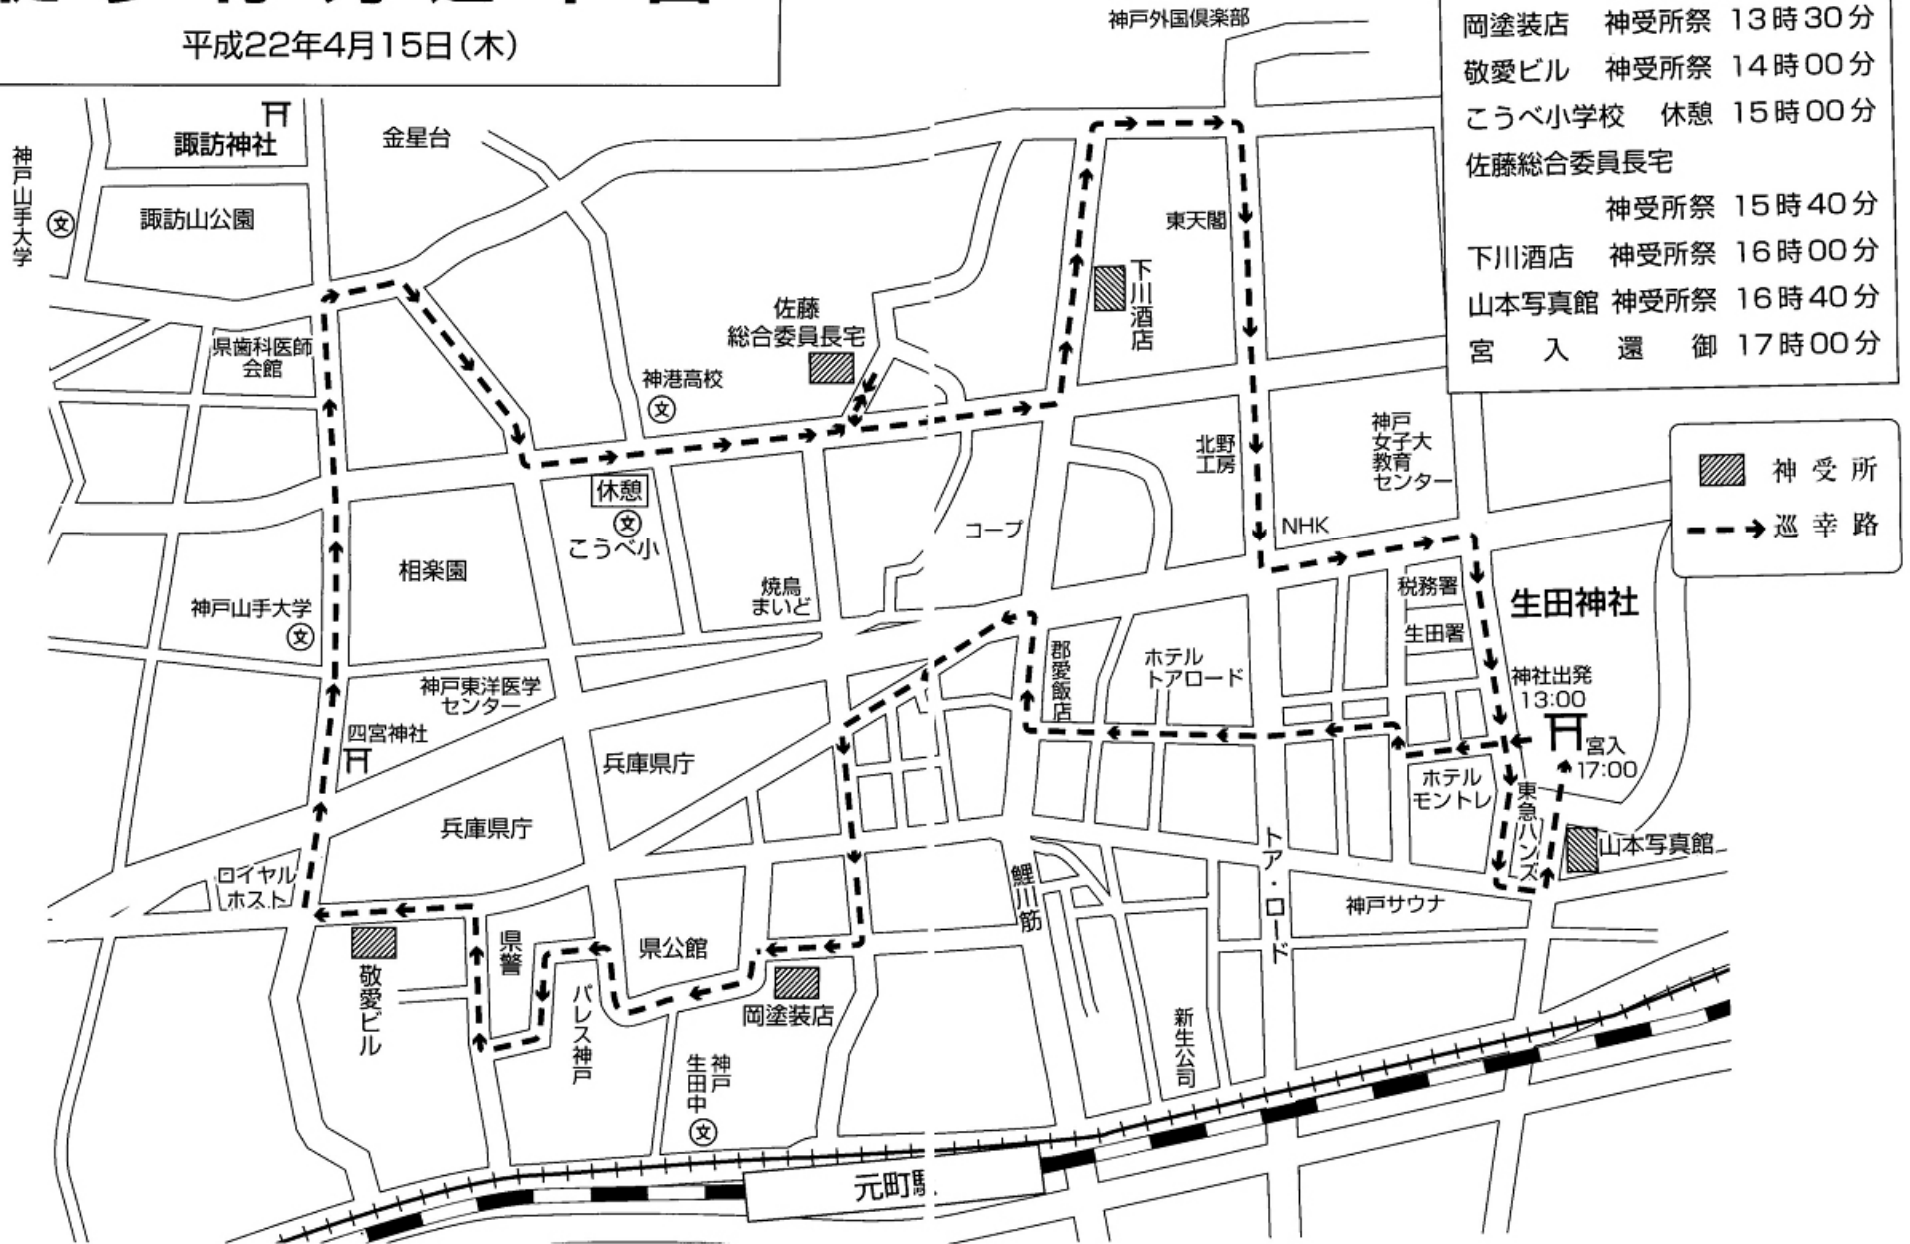 平成22年4月15日(木)
岡塗装店 神受所祭 13時30分
敬愛ビル 神受所祭 14時00分
こうべ小学校 休憩 15時00分
佐藤総合委員長宅
神受所祭 15時40分
下川酒店 神受所祭 16時00分
山本写真館 神受所祭 16時40分
宮入還御 17時00分
神受所
巡幸路
神戸外国倶楽部
諏訪神社
金星台
神戸山手大学
文
諏訪山公園
東天閣
下川酒店
佐藤
総合委員長宅
県歯科医師
会館
神港高校
文
北野
工房
神戸
女子大
教育
センター
休憩
文
こうべ小
コープ
NHK
相楽園
焼鳥
まいど
税務署
生田神社
神戸山手大学
文
生田署
郡愛飯店
ホテル
トアロード
神社出発
13:00
神戸東洋医学
センター
四宮神社
兵庫県庁
宮入
17:00
ホテル
モントレ
東急ハンズ
兵庫県庁
山本写真館
ロイヤル
ホスト
鯉川筋
トア・ロード
神戸サウナ
県警
県公館
敬愛ビル
パレス神戸
岡塗装店
新生公司
神戸
生田中
文
元町駅